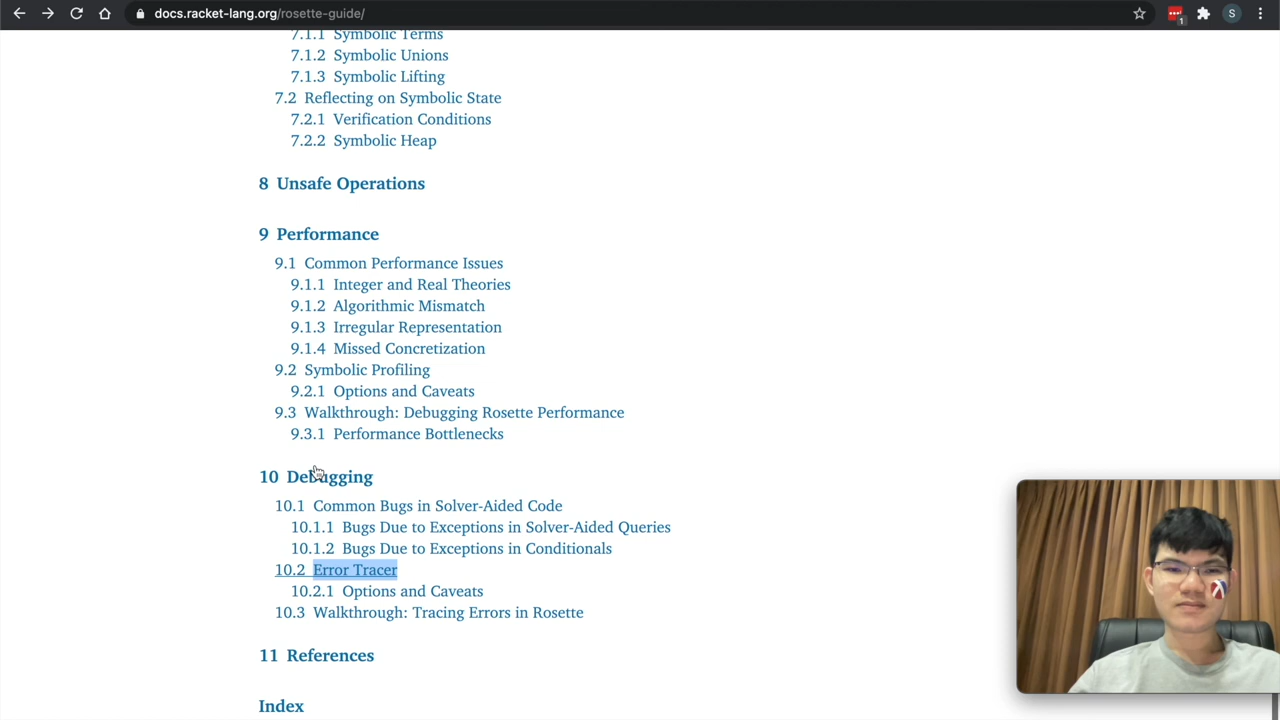 docs.racket-lang.org/rosette-guide/
S
1
7.1.1 Symbolic Terms
7.1.2 Symbolic Unions
7.1.3 Symbolic Lifting
7.2 Reflecting on Symbolic State
7.2.1 Verification Conditions
7.2.2 Symbolic Heap
8 Unsafe Operations
9 Performance
9.1 Common Performance Issues
9.1.1 Integer and Real Theories
9.1.2 Algorithmic Mismatch
9.1.3 Irregular Representation
9.1.4 Missed Concretization
9.2 Symbolic Profiling
9.2.1 Options and Caveats
9.3 Walkthrough: Debugging Rosette Performance
9.3.1 Performance Bottlenecks
10 Debugging
10.1 Common Bugs in Solver-Aided Code
10.1.1 Bugs Due to Exceptions in Solver-Aided Queries
10.1.2 Bugs Due to Exceptions in Conditionals
10.2 Error Tracer
10.2.1 Options and Caveats
10.3 Walkthrough: Tracing Errors in Rosette
11 References
Index